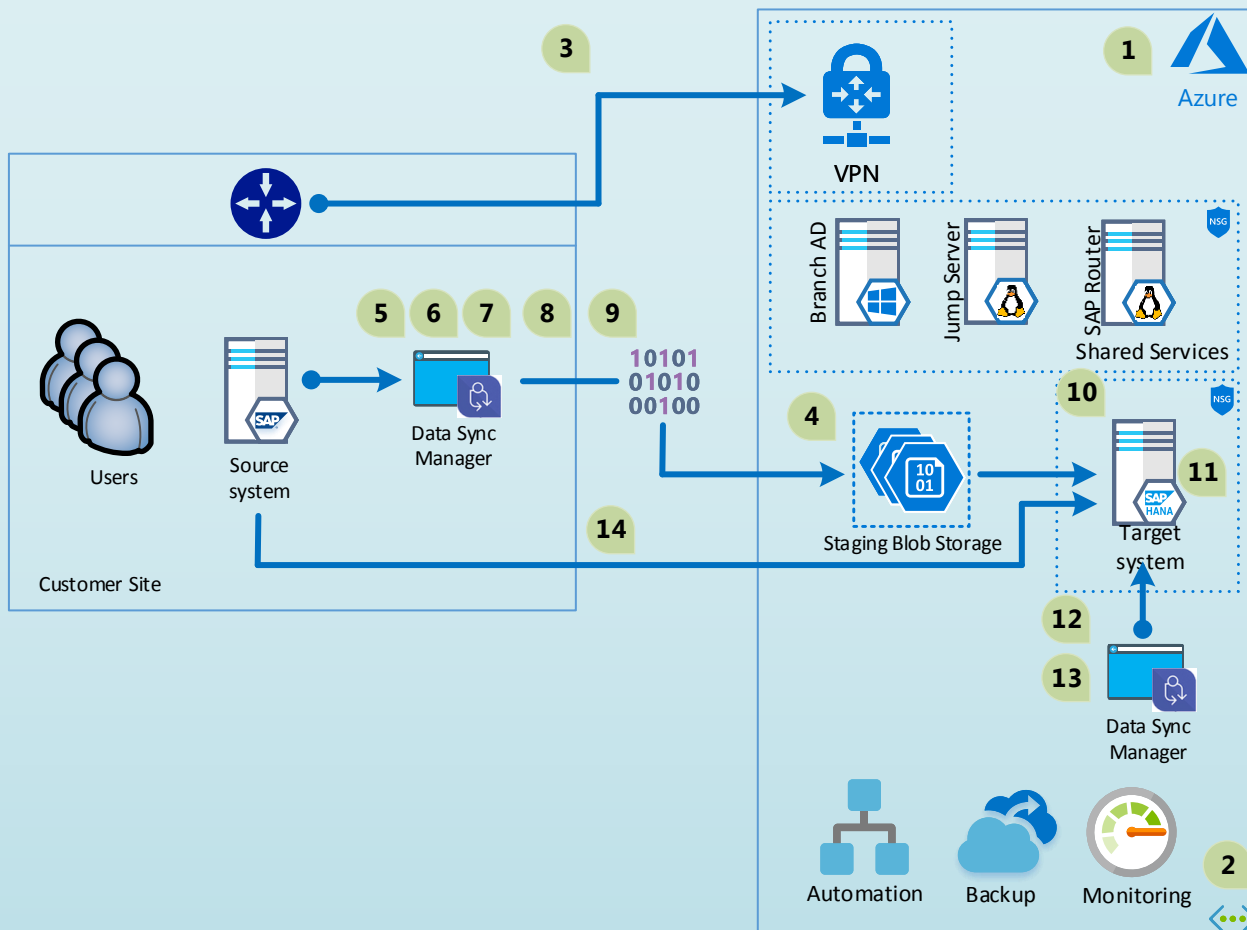 3
1
Azure
VPN
NSG
Branch AD
Jump Server
SAP Router
Shared Services
5
6
7
8
9
10101
01010
00100
10
NSG
4
11
SAP
Data Sync
Manager
Users
Source
system
10
01
SAP
HANA
14
Staging Blob Storage
Target
system
Customer Site
12
13
Data Sync
Manager
Automation
Backup
Monitoring
2